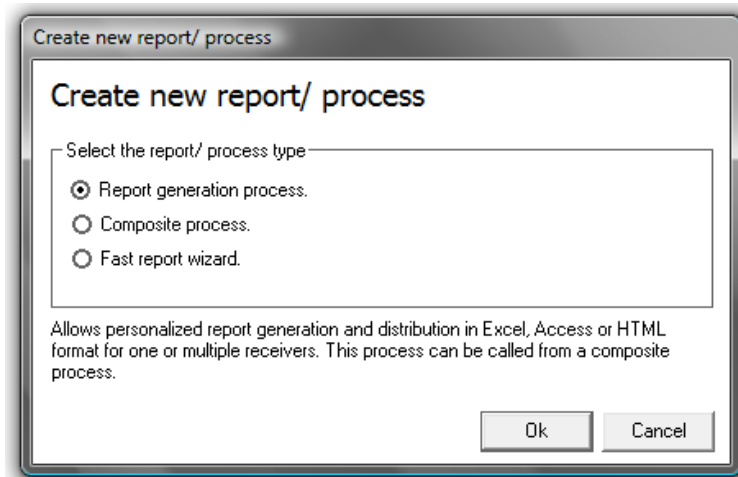 Create new report/ process
Create new report/ process
Select the report/ process type
Report generation process.
Composite process.
Fast report wizard.
Allows personalized report generation and distribution in Excel, Access or HTML
format for one or multiple receivers. This process can be called from a composite
process.
Ok
Cancel